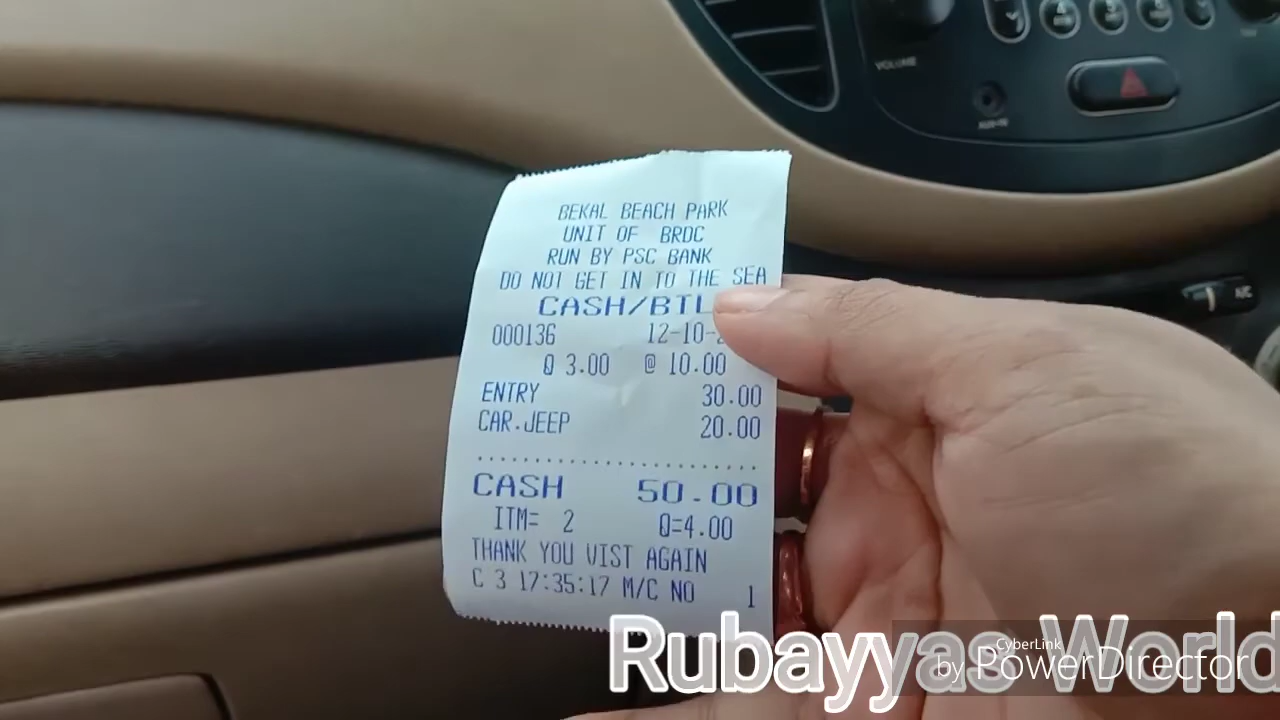 VOLUME
AUX-IN
A/C
BEKAL BEACH PARK
UNIT OF BRDC
RUN BY PSC BANK
DO NOT GET IN TO THE SEA
CASH/BTL
000136 12-10-
Q 3.00 @ 10.00
ENTRY 30.00
CAR.JEEP 20.00
CASH 50.00
ITM= 2 Q=4.00
THANK YOU VIST AGAIN
C 3 17:35:17 M/C NO 1
Rubayyas World
by CyberLink PowerDirector